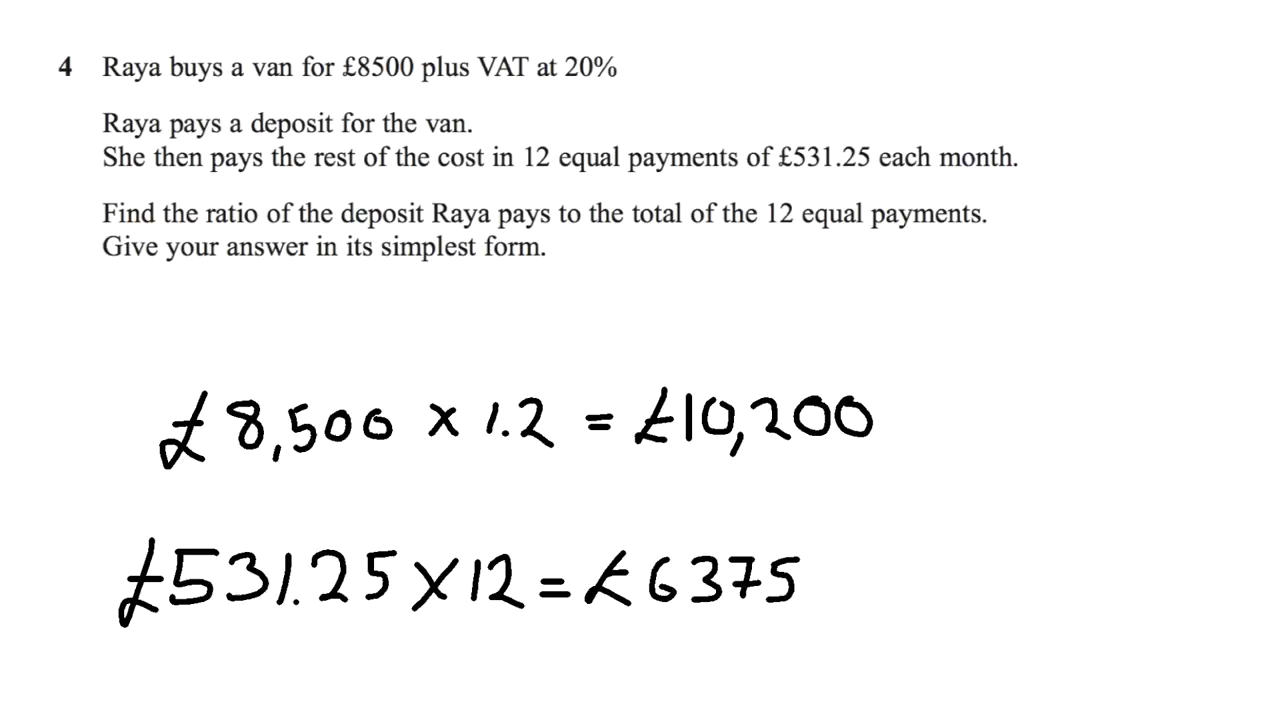 4 Raya buys a van for £8500 plus VAT at 20%
Raya pays a deposit for the van.
She then pays the rest of the cost in 12 equal payments of £531.25 each month.
Find the ratio of the deposit Raya pays to the total of the 12 equal payments.
Give your answer in its simplest form.
£8,500 × 1.2 = £10,200
£531.25 × 12 = £6375